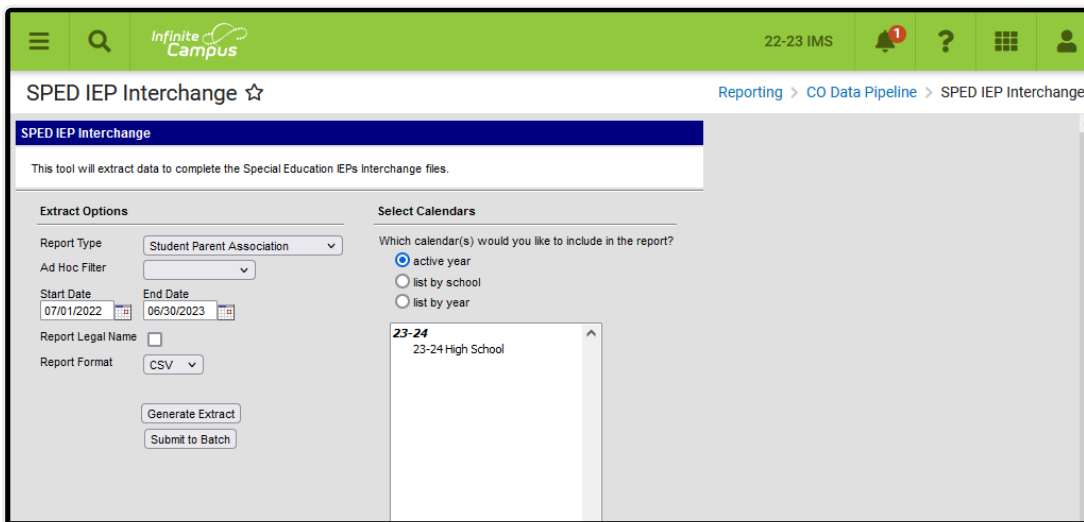 Infinite
Campus
22-23 IMS
1
?
SPED IEP Interchange
Reporting > CO Data Pipeline > SPED IEP Interchange
SPED IEP Interchange
This tool will extract data to complete the Special Education IEPs Interchange files.
Extract Options
Report Type
Student Parent Association
Ad Hoc Filter
Start Date
End Date
07/01/2022
06/30/2023
Report Legal Name
Report Format
CSV
Generate Extract
Submit to Batch
Select Calendars
Which calendar(s) would you like to include in the report?
active year
list by school
list by year
23-24
23-24 High School